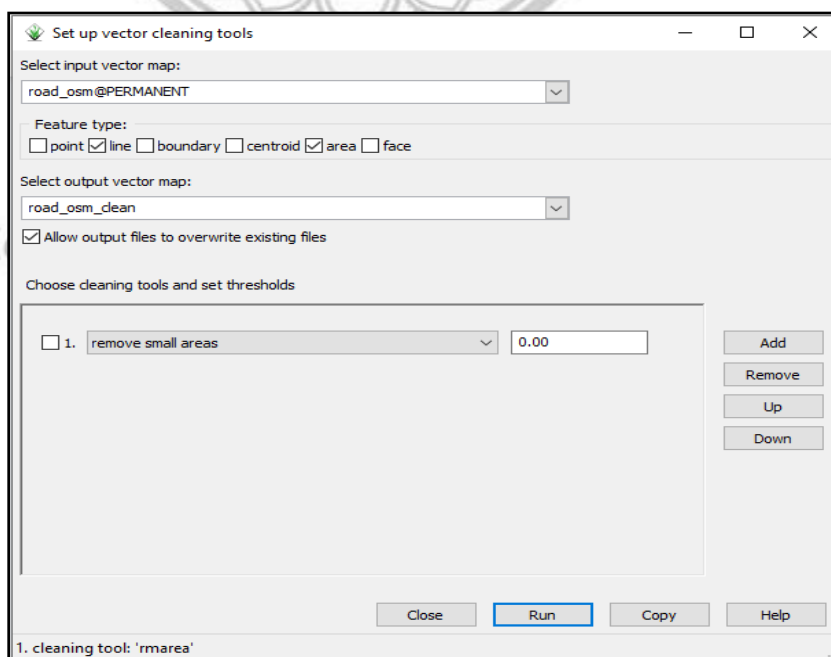 Set up vector cleaning tools
Select input vector map:
road_osm@PERMANENT
Feature type:
point line boundary centroid area face
Select output vector map:
road_osm_clean
Allow output files to overwrite existing files
Choose cleaning tools and set thresholds
1. remove small areas 0.00
Add
Remove
Up
Down
Close Run Copy Help
1. cleaning tool: 'rmarea'